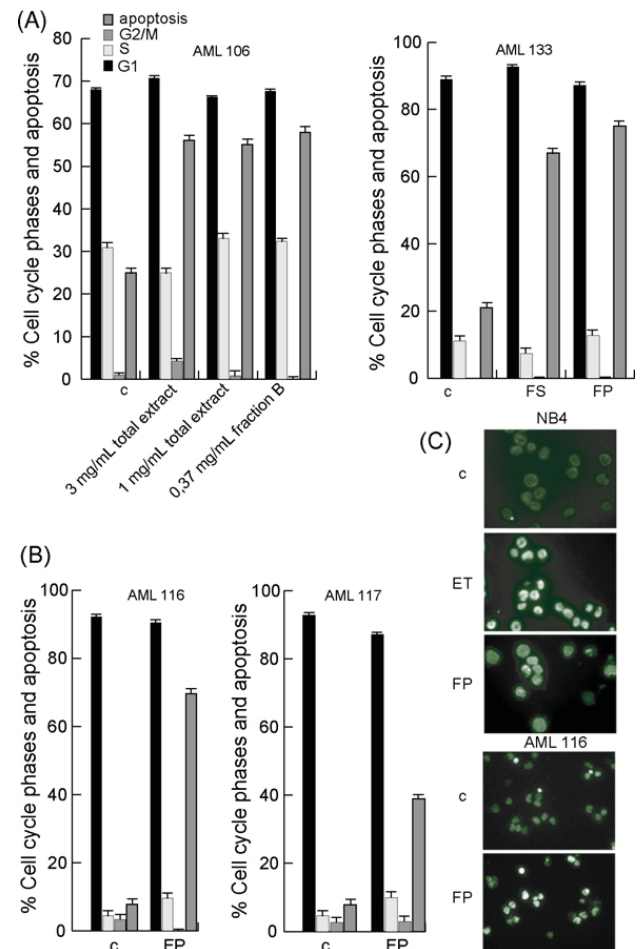 (A)
apoptosis
G2/M
S
G1
AML 106
% Cell cycle phases and apoptosis
80
70
60
50
40
30
20
10
0
c
3 mg/mL total extract
1 mg/mL total extract
0,37 mg/mL fraction B
AML 133
% Cell cycle phases and apoptosis
100
80
60
40
20
0
c FS FP
(B)
AML 116
% Cell cycle phases and apoptosis
100
80
60
40
20
0
c FP
AML 117
% Cell cycle phases and apoptosis
100
80
60
40
20
0
c FP
(C)
NB4
c
ET
FP
AML 116
c
FP